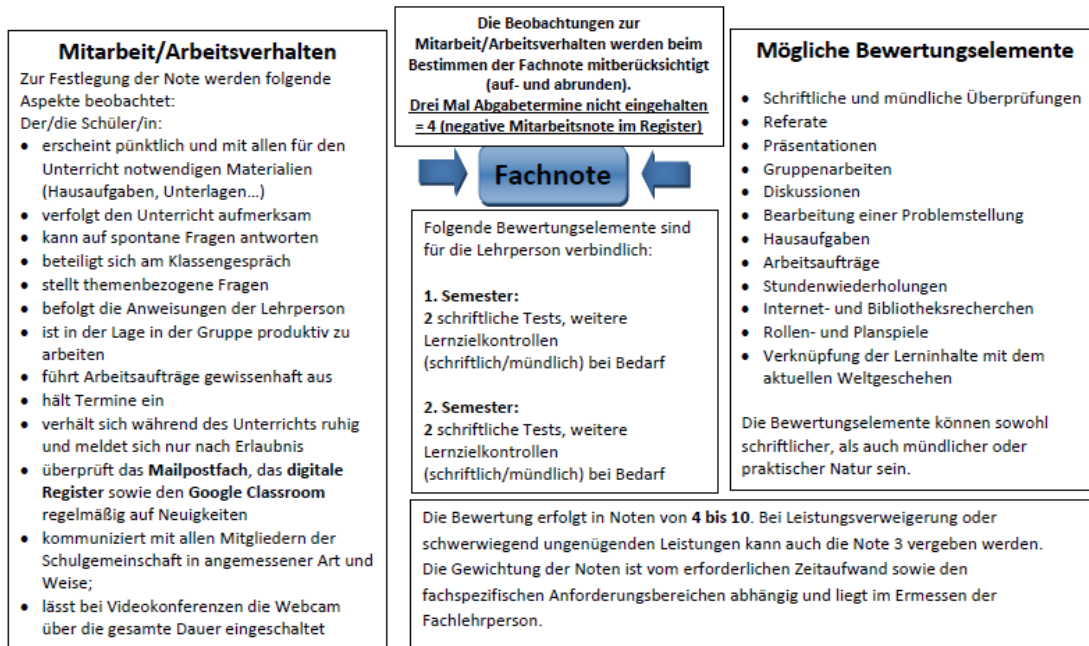 Mitarbeit/Arbeitsverhalten
Zur Festlegung der Note werden folgende
Aspekte beobachtet:
Der/die Schüler/in:
• erscheint pünktlich und mit allen für den
Unterricht notwendigen Materialien
(Hausaufgaben, Unterlagen…)
• verfolgt den Unterricht aufmerksam
• kann auf spontane Fragen antworten
• beteiligt sich am Klassengespräch
• stellt themenbezogene Fragen
• befolgt die Anweisungen der Lehrperson
• ist in der Lage in der Gruppe produktiv zu
arbeiten
• führt Arbeitsaufträge gewissenhaft aus
• hält Termine ein
• verhält sich während des Unterrichts ruhig
und meldet sich nur nach Erlaubnis
• überprüft das Mailpostfach, das digitale
Register sowie den Google Classroom
regelmäßig auf Neuigkeiten
• kommuniziert mit allen Mitgliedern der
Schulgemeinschaft in angemessener Art und
Weise;
• lässt bei Videokonferenzen die Webcam
über die gesamte Dauer eingeschaltet
Die Beobachtungen zur
Mitarbeit/Arbeitsverhalten werden beim
Bestimmen der Fachnote mitberücksichtigt
(auf- und abrunden).
Drei Mal Abgabetermine nicht eingehalten
= 4 (negative Mitarbeitsnote im Register)
Fachnote
Folgende Bewertungselemente sind
für die Lehrperson verbindlich:
1. Semester:
2 schriftliche Tests, weitere
Lernzielkontrollen
(schriftlich/mündlich) bei Bedarf
2. Semester:
2 schriftliche Tests, weitere
Lernzielkontrollen
(schriftlich/mündlich) bei Bedarf
Mögliche Bewertungselemente
• Schriftliche und mündliche Überprüfungen
• Referate
• Präsentationen
• Gruppenarbeiten
• Diskussionen
• Bearbeitung einer Problemstellung
• Hausaufgaben
• Arbeitsaufträge
• Stundenwiederholungen
• Internet- und Bibliotheksrecherchen
• Rollen- und Planspiele
• Verknüpfung der Lerninhalte mit dem
aktuellen Weltgeschehen
Die Bewertungselemente können sowohl
schriftlicher, als auch mündlicher oder
praktischer Natur sein.
Die Bewertung erfolgt in Noten von 4 bis 10. Bei Leistungsverweigerung oder
schwerwiegend ungenügenden Leistungen kann auch die Note 3 vergeben werden.
Die Gewichtung der Noten ist vom erforderlichen Zeitaufwand sowie den
fachspezifischen Anforderungsbereichen abhängig und liegt im Ermessen der
Fachlehrperson.